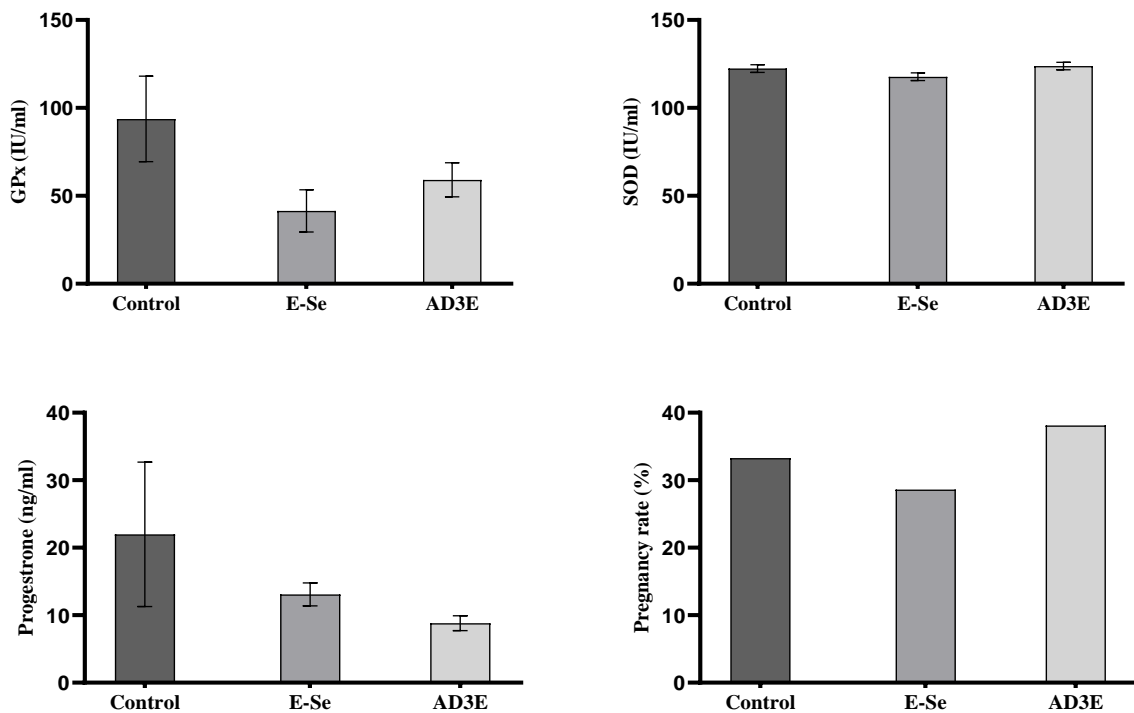 150
100
50
0
GPx (IU/ml)
Control E-Se AD3E
150
100
50
0
SOD (IU/ml)
Control E-Se AD3E
40
30
20
10
0
Progestrone (ng/ml)
Control E-Se AD3E
40
30
20
10
0
Pregnancy rate (%)
Control E-Se AD3E